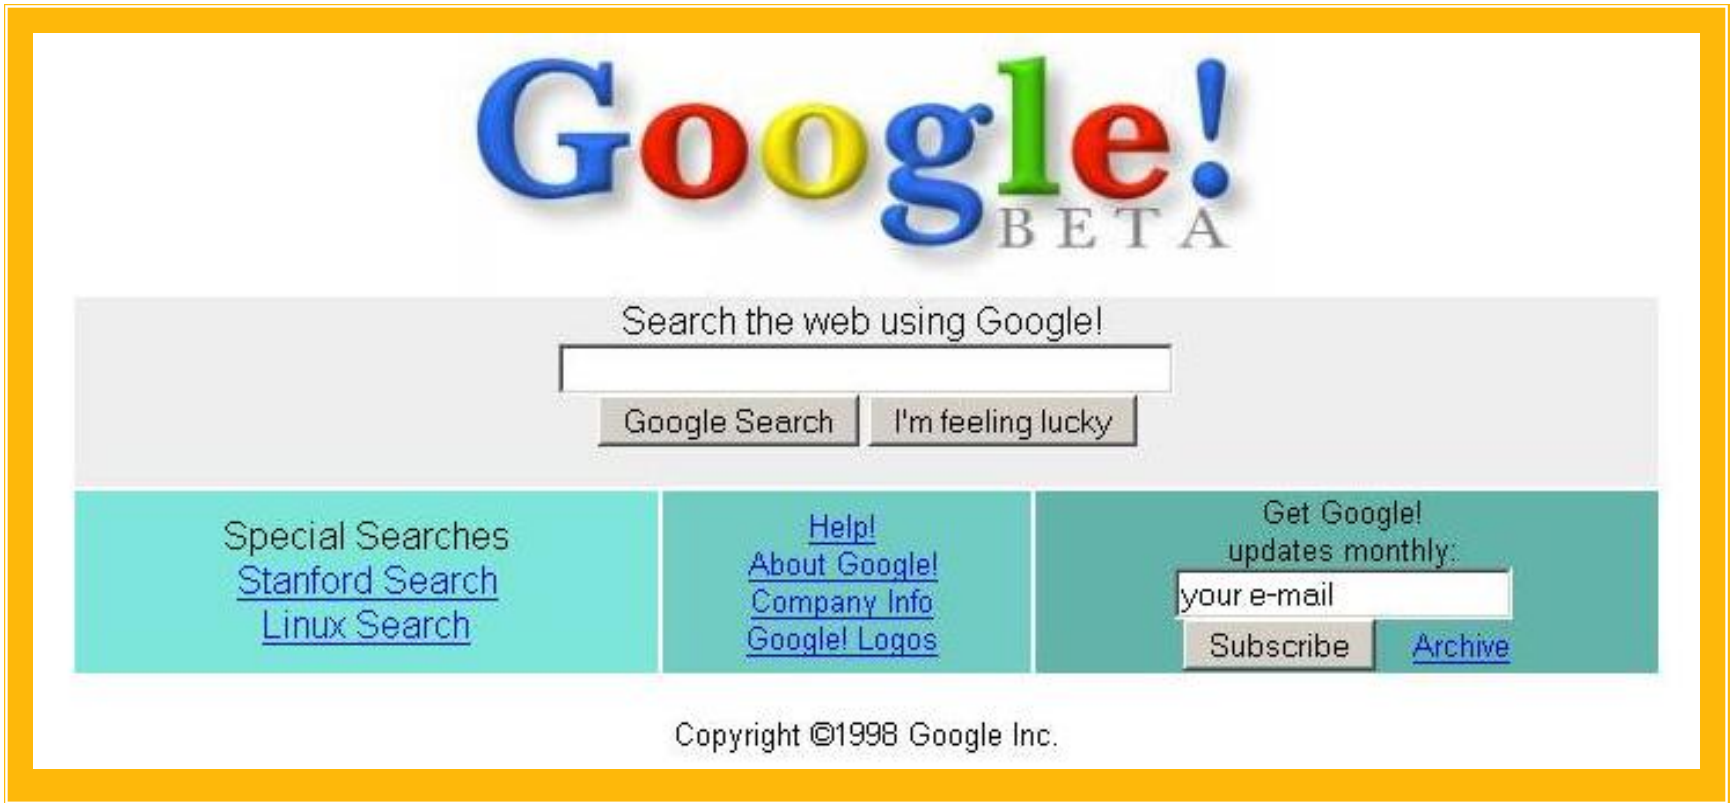 Google!
BETA
Search the web using Google!
Google Search I'm feeling lucky
Special Searches
Stanford Search
Linux Search
Help!
About Google!
Company Info
Google! Logos
Get Google!
updates monthly:
your e-mail
Subscribe Archive
Copyright ©1998 Google Inc.